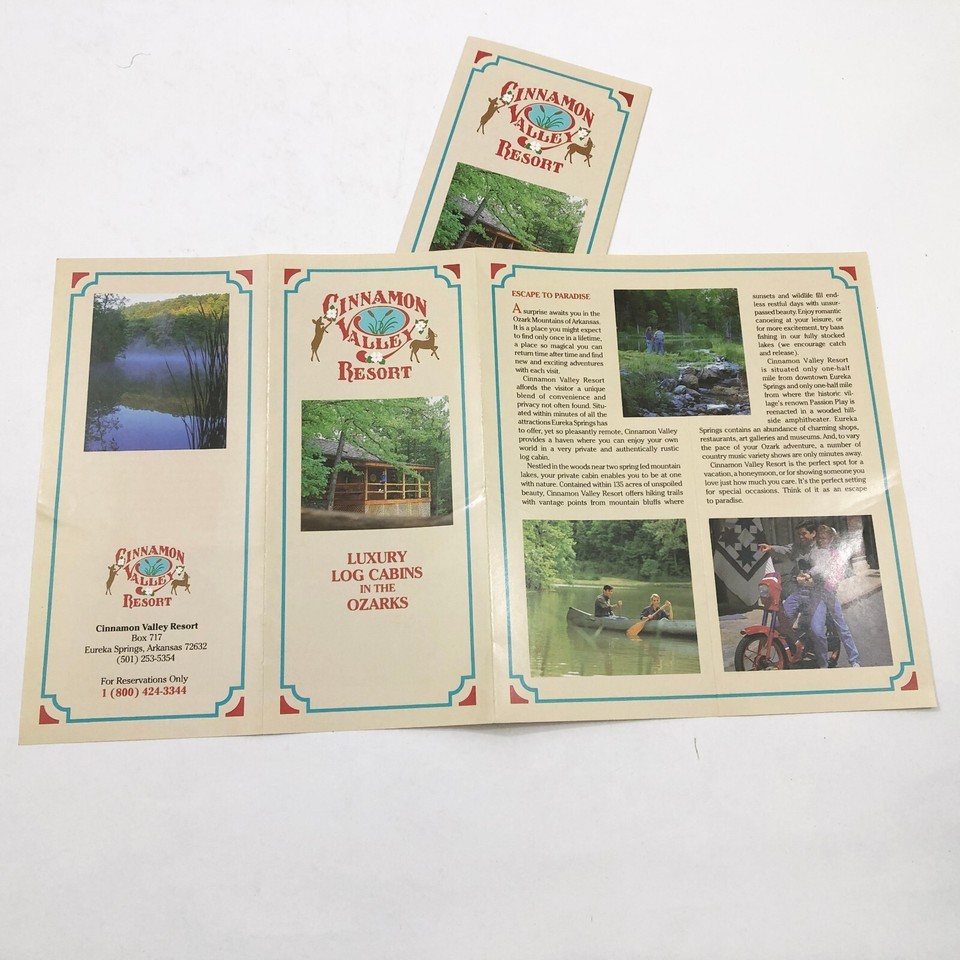 CINNAMON
VALLEY
RESORT
CINNAMON
VALLEY
RESORT
Cinnamon Valley Resort
Box 717
Eureka Springs, Arkansas 72632
(501) 253-5354
For Reservations Only
1 (800) 424-3344
CINNAMON
VALLEY
RESORT
LUXURY
LOG CABINS
IN THE
OZARKS
ESCAPE TO PARADISE
A surprise awaits you in the
Ozark Mountains of Arkansas.
It is a place you might expect
to find only once in a lifetime,
a place so magical you can
return time after time and find
new and exciting adventures
with each visit.
Cinnamon Valley Resort
affords the visitor a unique
blend of convenience and
privacy not often found. Situ-
ated within minutes of all the
attractions Eureka Springs has
to offer, yet so pleasantly remote, Cinnamon Valley
provides a haven where you can enjoy your own
world in a very private and authentically rustic
log cabin.
Nestled in the woods near two spring fed mountain
lakes, your private cabin enables you to be at one
with nature. Contained within 135 acres of unspoiled
beauty, Cinnamon Valley Resort offers hiking trails
with vantage points from mountain bluffs where
sunsets and wildlife fill end-
less restful days with unsur-
passed beauty. Enjoy romantic
canoeing at your leisure, or
for more excitement, try bass
fishing in our fully stocked
lakes (we encourage catch
and release).
Cinnamon Valley Resort
is situated only one-half
mile from downtown Eureka
Springs and only one-half mile
from where the historic vil-
lage's renown Passion Play is
reenacted in a wooded hill-
side amphitheater. Eureka
Springs contains an abundance of charming shops,
restaurants, art galleries and museums. And, to vary
the pace of your Ozark adventure, a number of
country music variety shows are only minutes away.
Cinnamon Valley Resort is the perfect spot for a
vacation, a honeymoon, or for showing someone you
love just how much you care. It's the perfect setting
for special occasions. Think of it as an escape
to paradise.